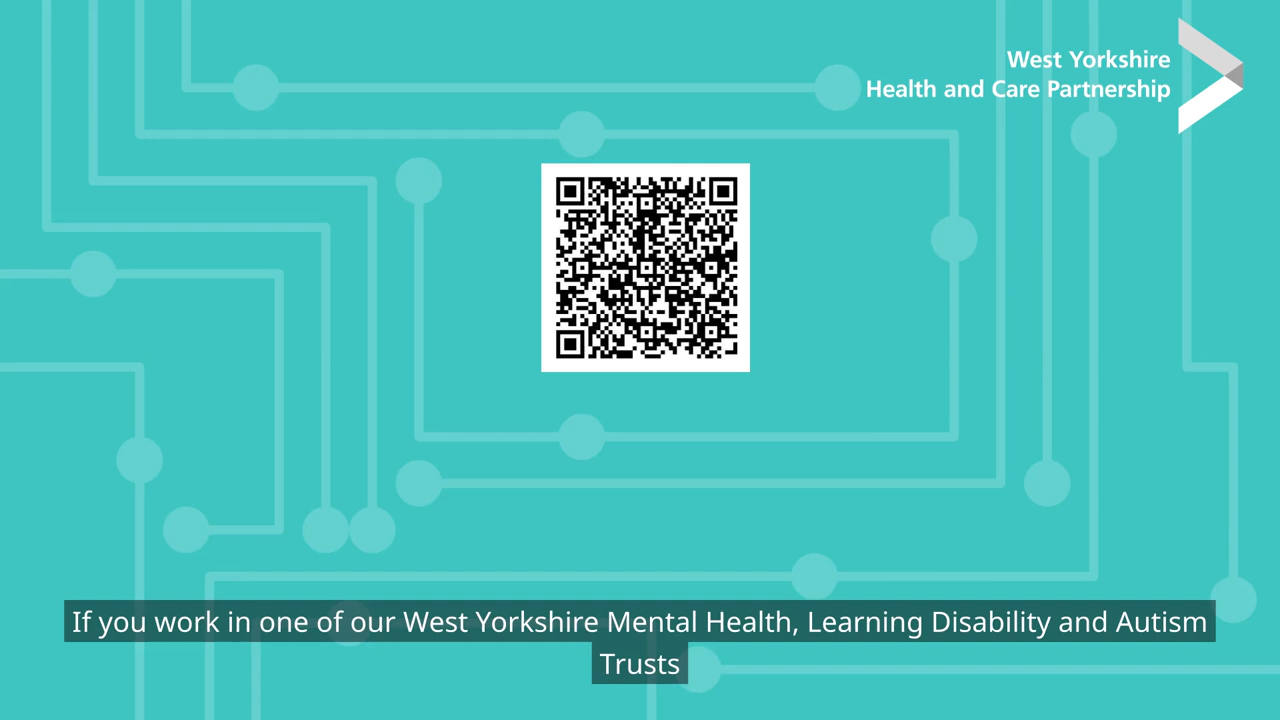 West Yorkshire
Health and Care Partnership
If you work in one of our West Yorkshire Mental Health, Learning Disability and Autism
Trusts